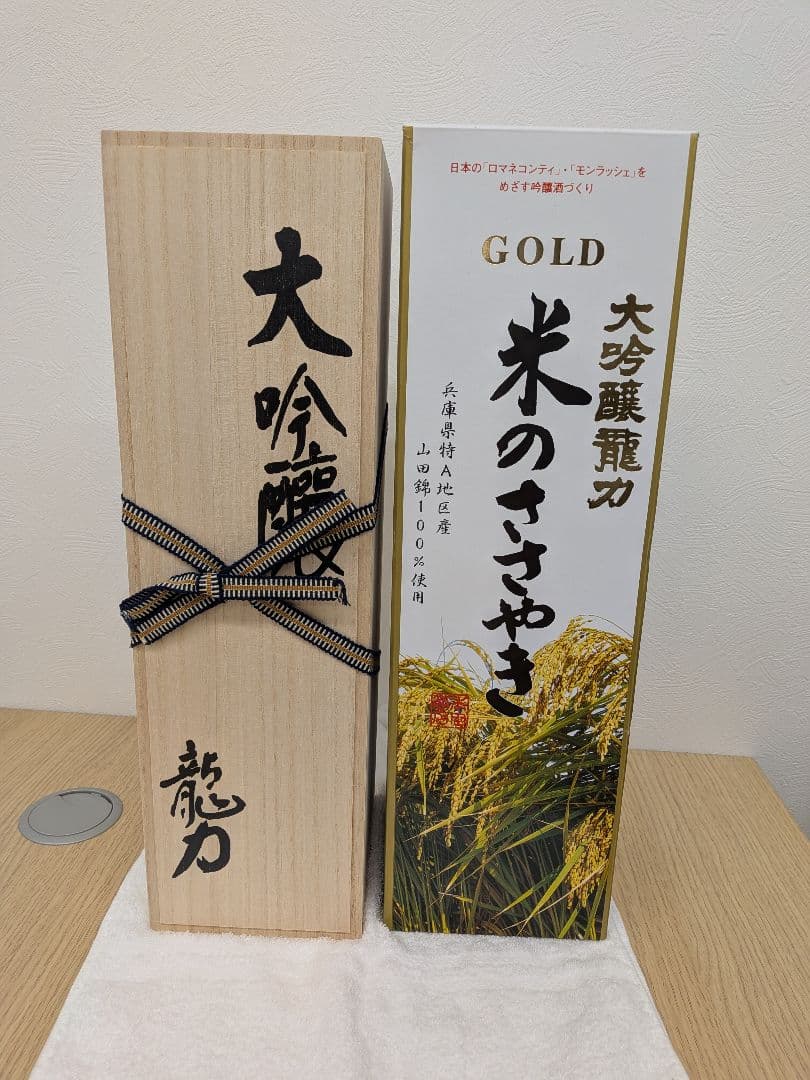 大吟醸
龍力
日本の「ロマネコンティ」・「モンラッシェ」を
めざす吟醸酒づくり
GOLD
大吟醸龍力
米のささやき
兵庫県特A地区産
山田錦100%使用